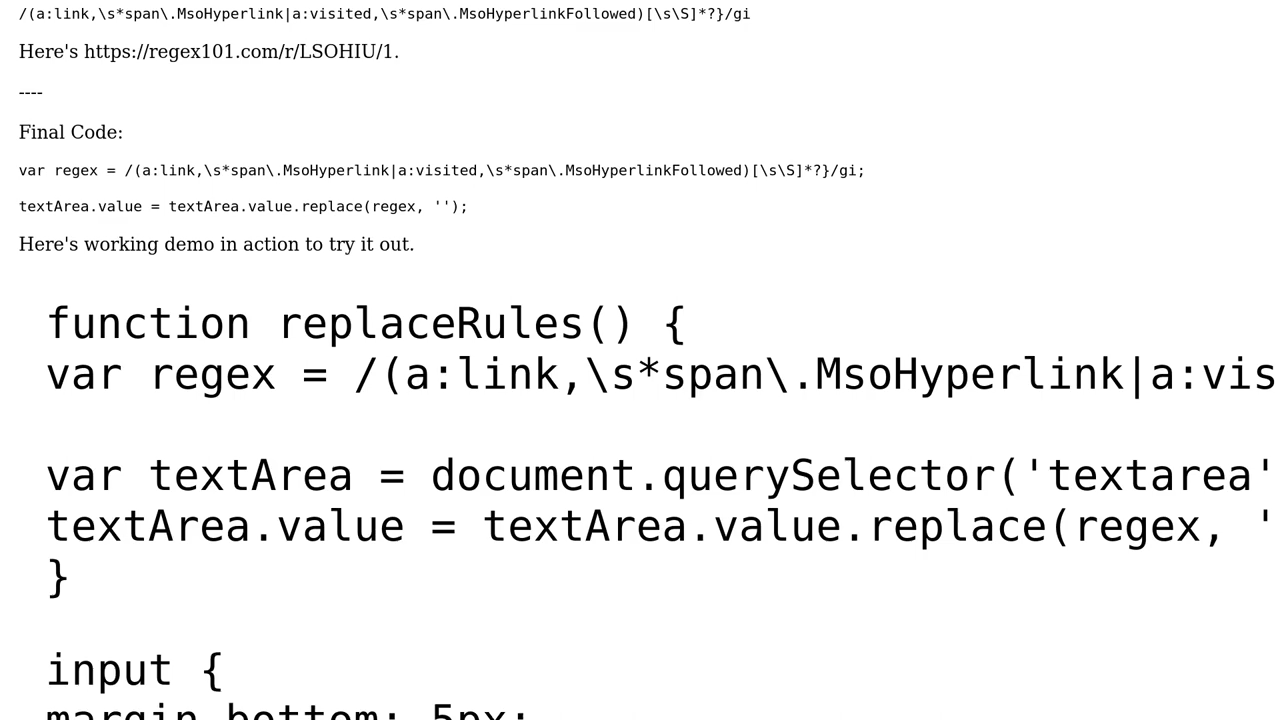 /(a:link,\s*span\.MsoHyperlink|a:visited,\s*span\.MsoHyperlinkFollowed)[\s\S]*?}/gi
Here's https://regex101.com/r/LSOHIU/1.
----
Final Code:
var regex = /(a:link,\s*span\.MsoHyperlink|a:visited,\s*span\.MsoHyperlinkFollowed)[\s\S]*?}/gi;
textArea.value = textArea.value.replace(regex, '');
Here's working demo in action to try it out.
function replaceRules() {
var regex = /(a:link,\s*span\.MsoHyperlink|a:vis
var textArea = document.querySelector('textarea'
textArea.value = textArea.value.replace(regex, '
}
input {
margin-bottom: 5px;